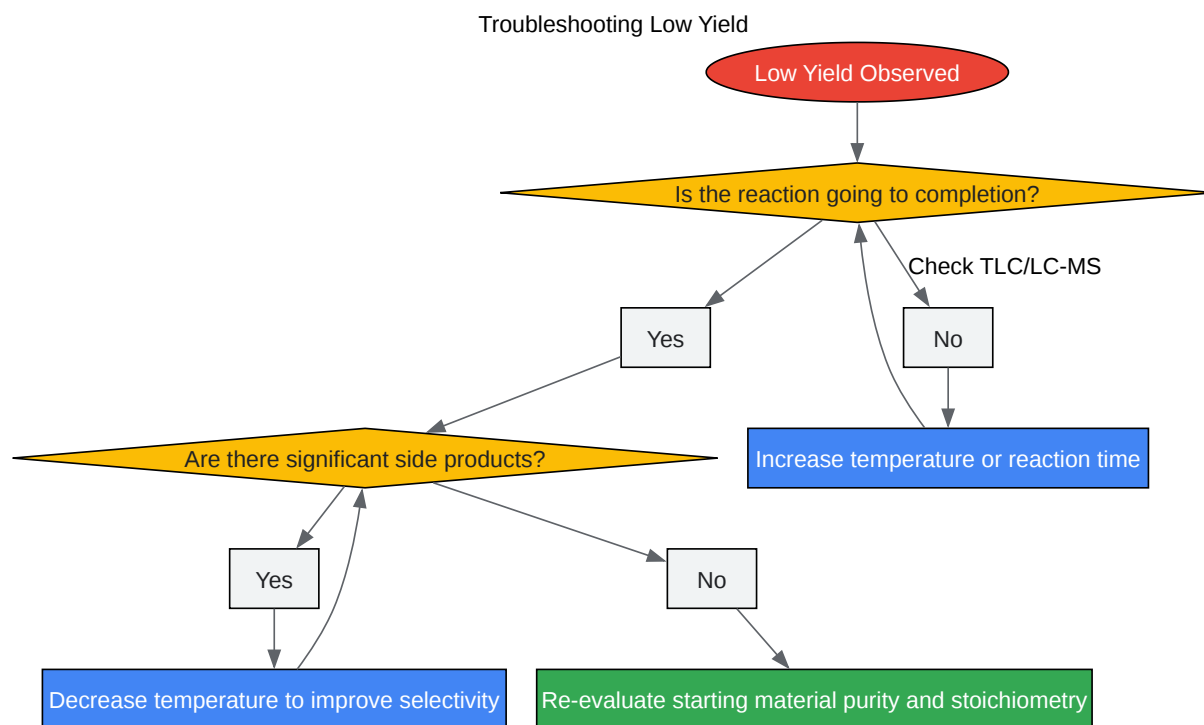 Troubleshooting Low Yield
Low Yield Observed
Is the reaction going to completion?
Check TLC/LC-MS
Yes
No
Are there significant side products?
Increase temperature or reaction time
Yes
No
Decrease temperature to improve selectivity
Re-evaluate starting material purity and stoichiometry